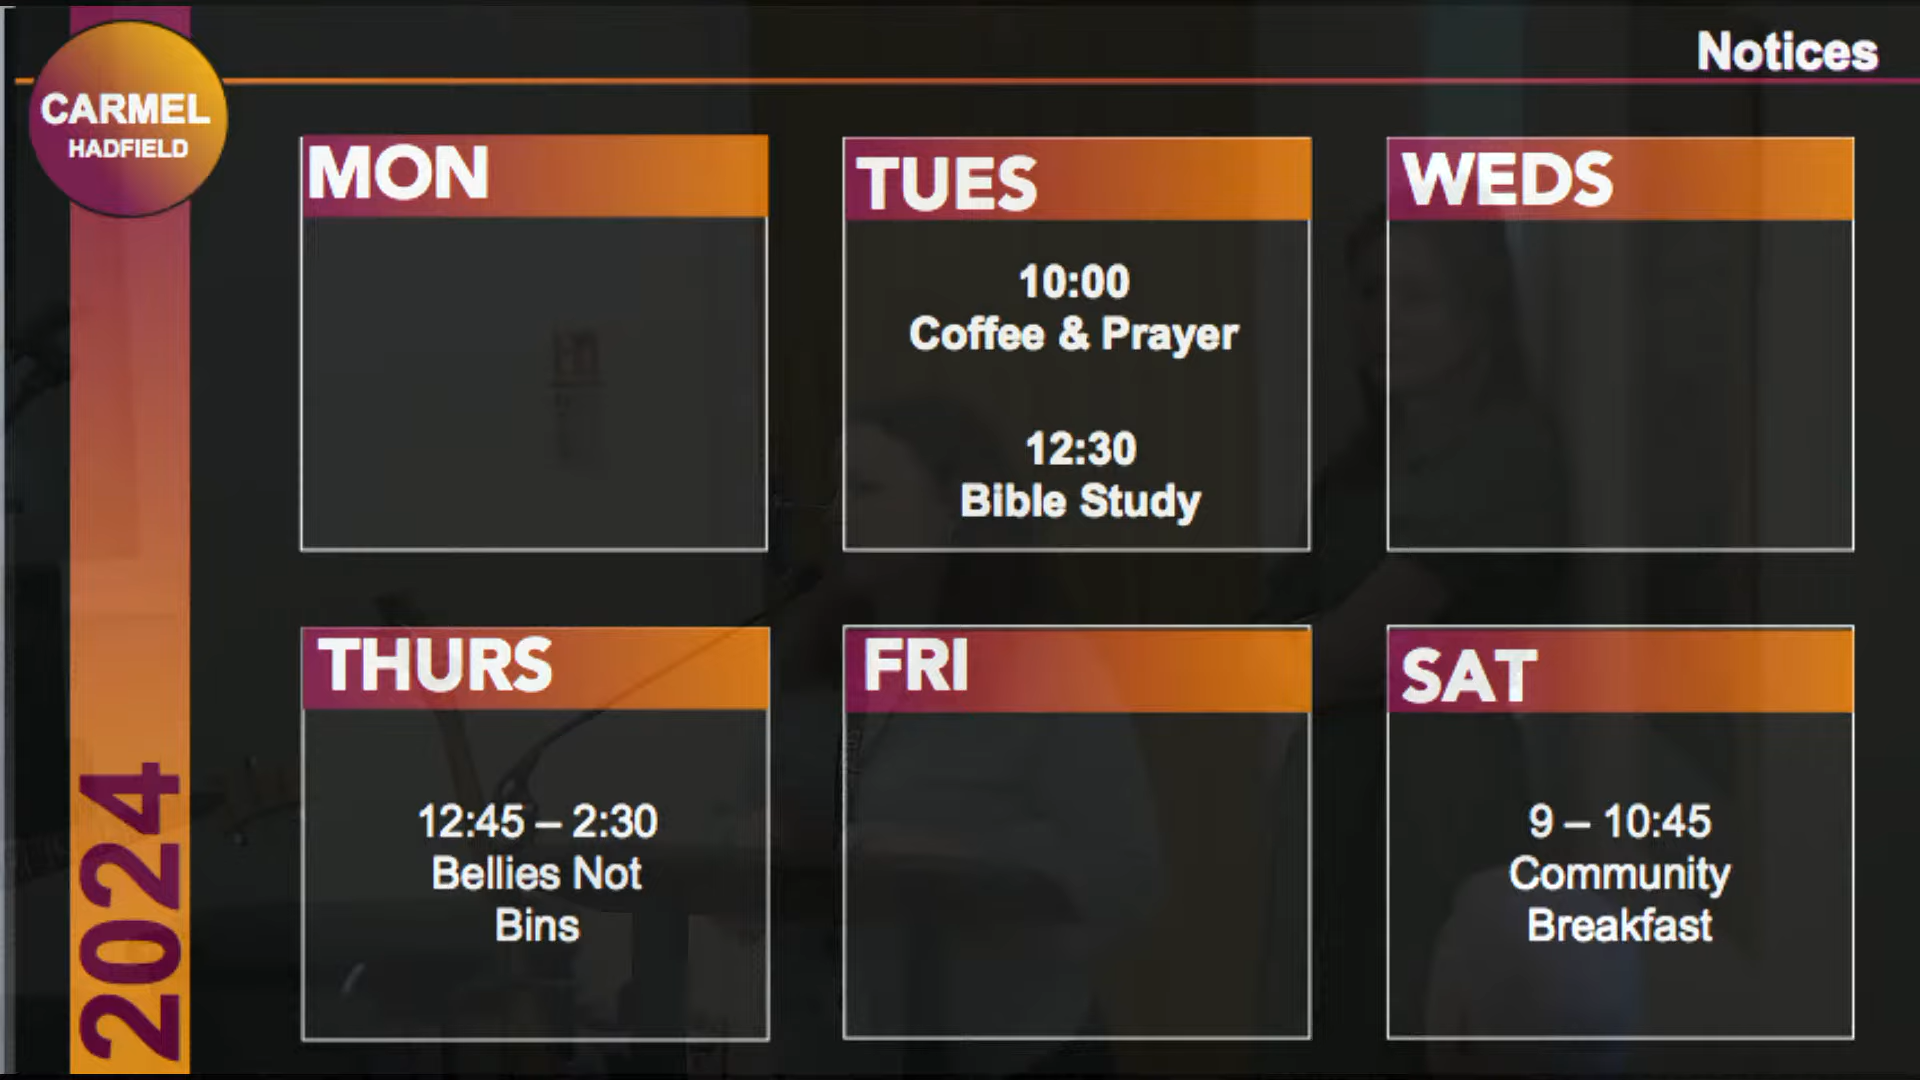 Notices
CARMEL
HADFIELD
MON
TUES
10:00
Coffee & Prayer
12:30
Bible Study
WEDS
THURS
12:45 – 2:30
Bellies Not
Bins
FRI
SAT
9 – 10:45
Community
Breakfast
2024